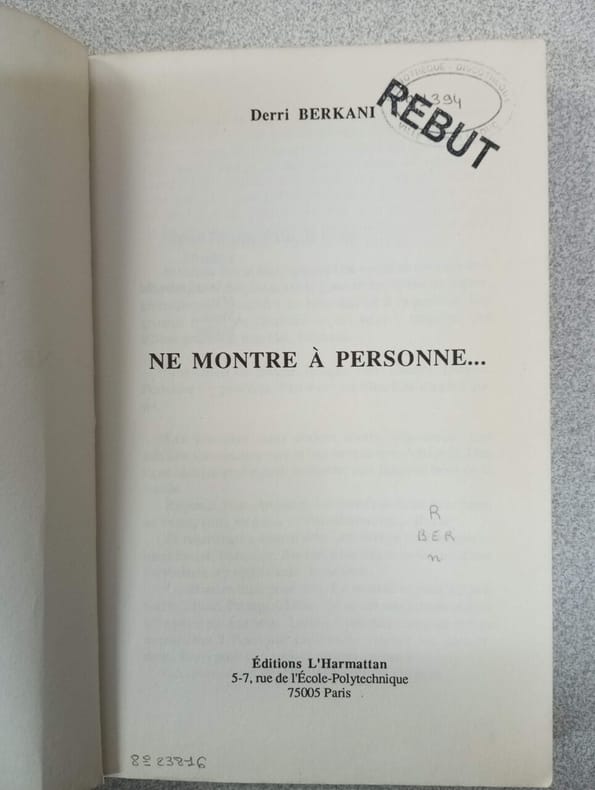 Derri BERKANI
REBUT
NE MONTRE À PERSONNE...
R
BER
n
Éditions L'Harmattan
5-7, rue de l'École-Polytechnique
75005 Paris